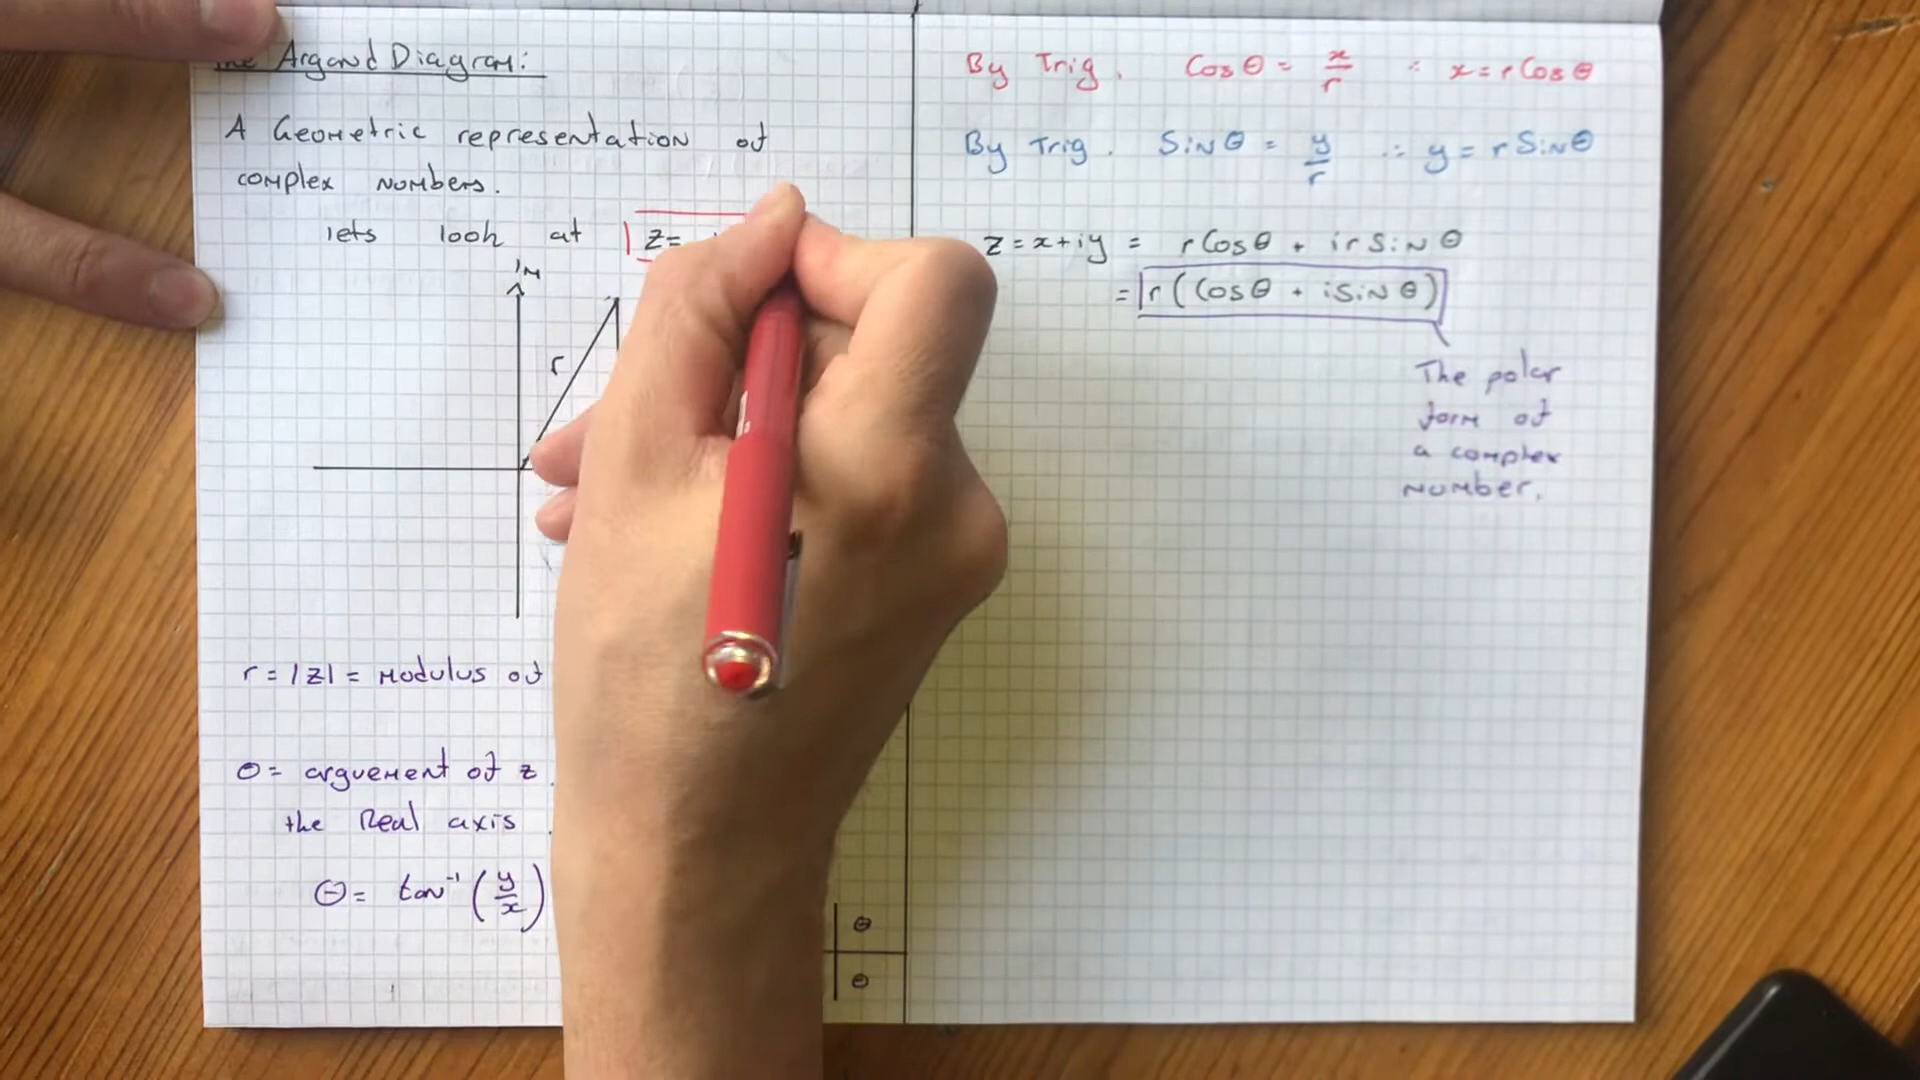 Argand Diagram:
A Geometric representation of
complex numbers.
lets look at z=
Im
r
r = |z| = Modulus of
θ = arguement of z
the Real axis
θ = tan⁻¹ (y/x)
θ
θ
By Trig. Cos θ = x/r ∴ x = r Cos θ
By Trig. Sin θ = y/r ∴ y = r Sin θ
z = x + iy = r Cos θ + i r Sin θ
= r (Cos θ + i Sin θ)
The polar
form of
a complex
number.